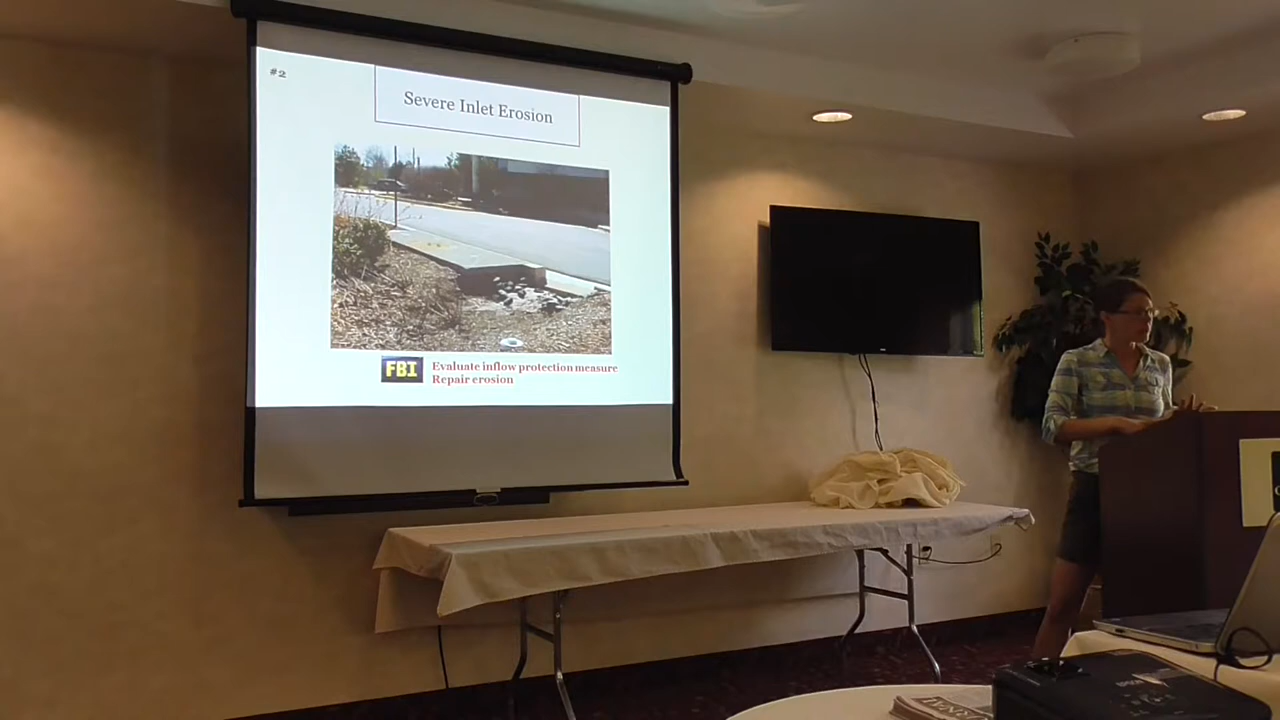 #2
Severe Inlet Erosion
FBI
Evaluate inflow protection measure
Repair erosion